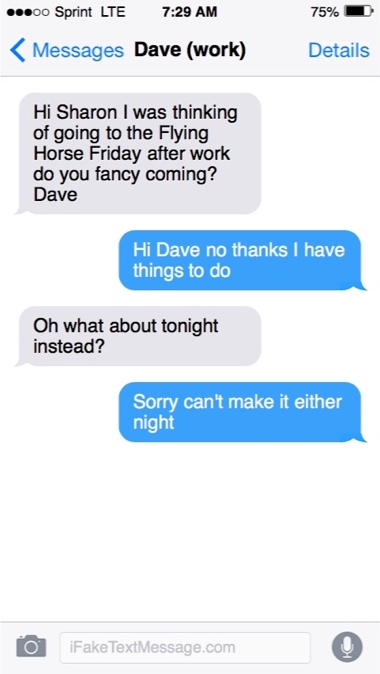 Sprint LTE 7:29 AM 75%
Messages Dave (work) Details
Hi Sharon I was thinking
of going to the Flying
Horse Friday after work
do you fancy coming?
Dave
Hi Dave no thanks I have
things to do
Oh what about tonight
instead?
Sorry can't make it either
night
iFakeTextMessage.com